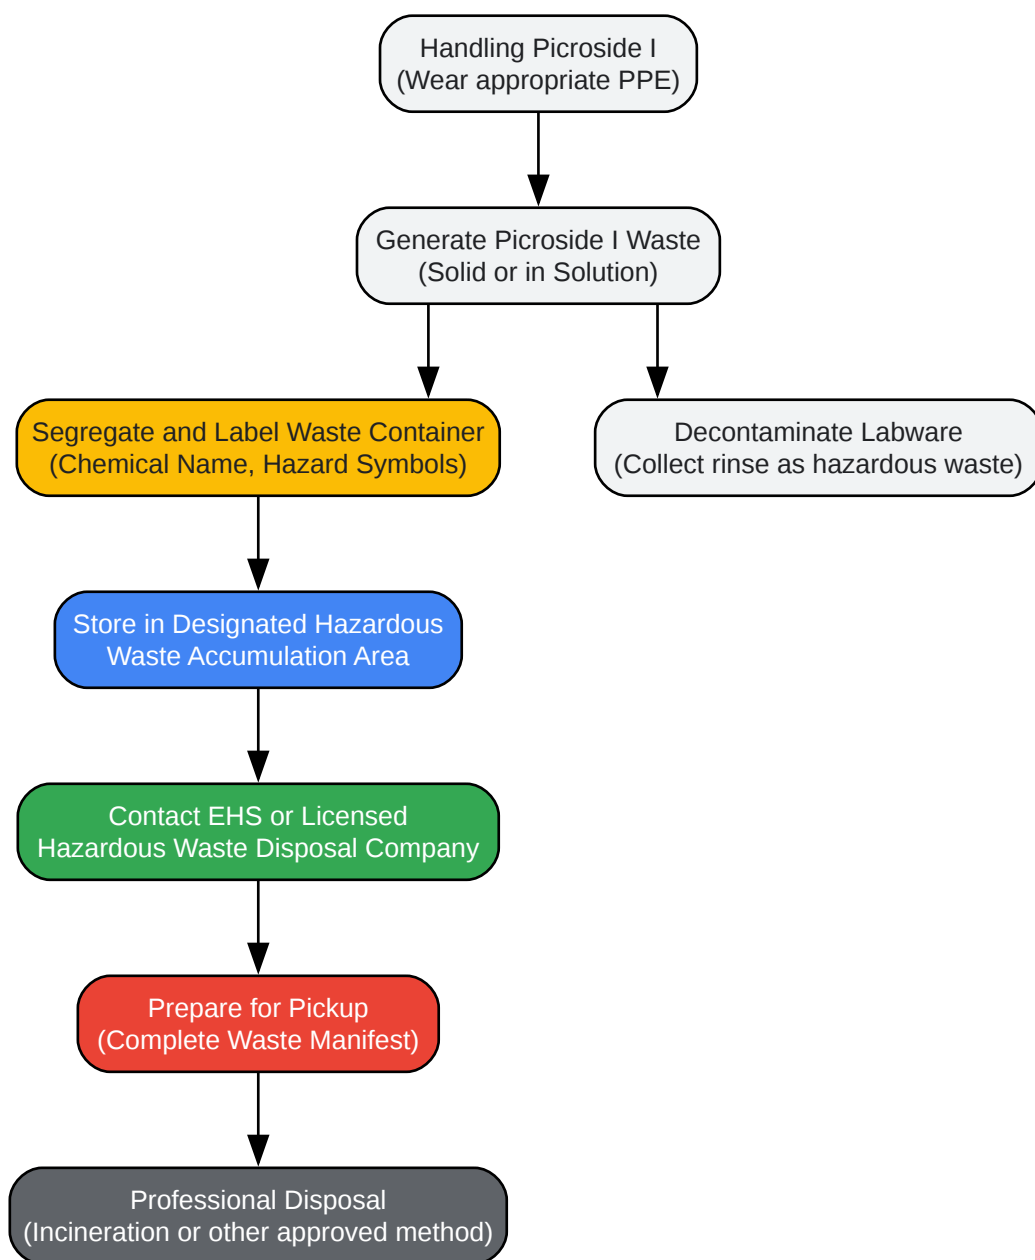 Handling Picroside I
(Wear appropriate PPE)
Generate Picroside I Waste
(Solid or in Solution)
Segregate and Label Waste Container
(Chemical Name, Hazard Symbols)
Decontaminate Labware
(Collect rinse as hazardous waste)
Store in Designated Hazardous
Waste Accumulation Area
Contact EHS or Licensed
Hazardous Waste Disposal Company
Prepare for Pickup
(Complete Waste Manifest)
Professional Disposal
(Incineration or other approved method)